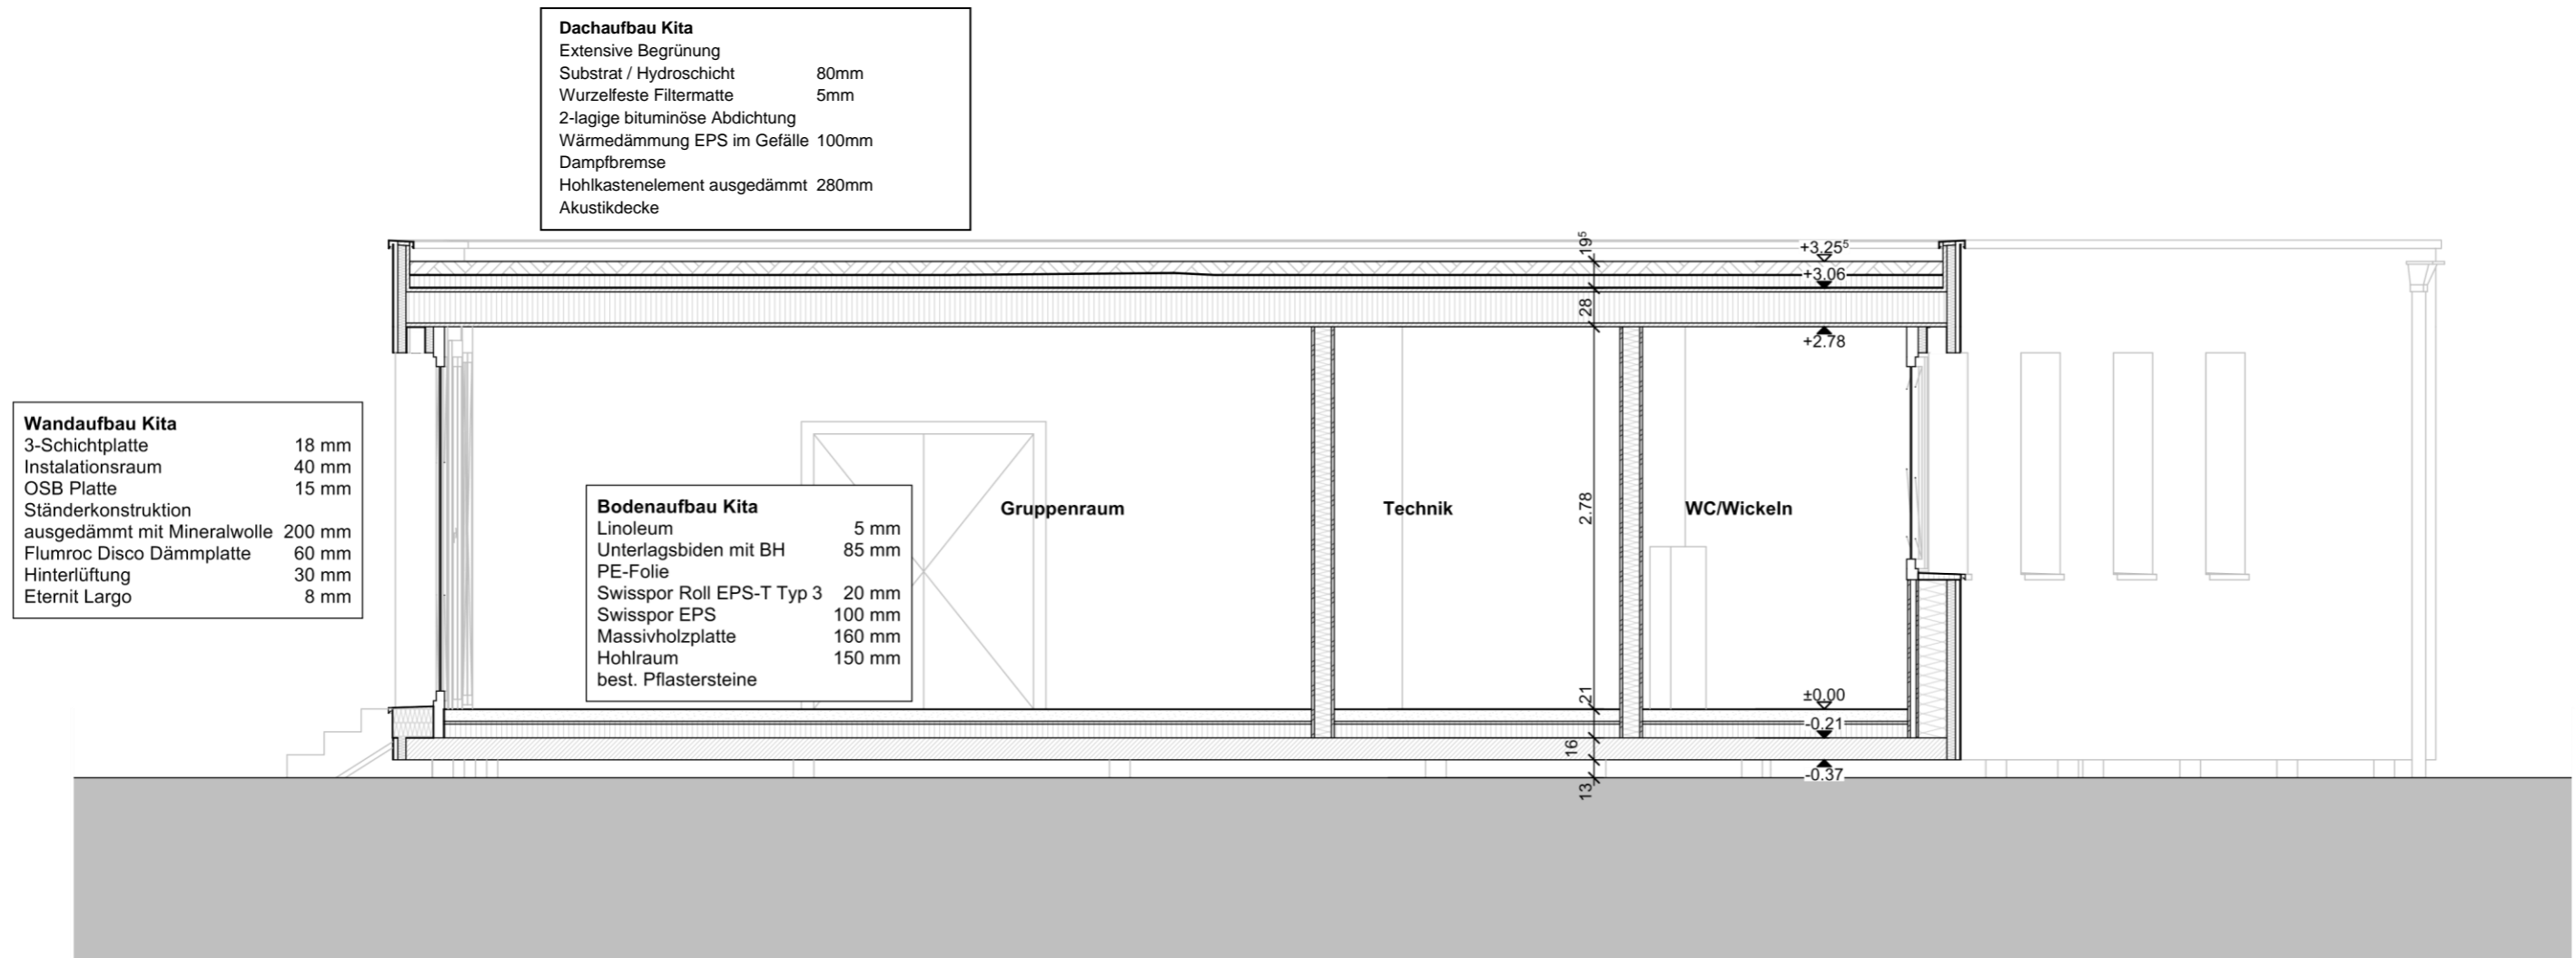 Dachaufbau Kita
Extensive Begrünung
Substrat / Hydroschicht 80mm
Wurzelfeste Filtermatte 5mm
2-lagige bituminöse Abdichtung
Wärmedämmung EPS im Gefälle 100mm
Dampfbremse
Hohlkastenelement ausgedämmt 280mm
Akustikdecke
19⁵
+3.25⁵
+3.06
28
+2.78
Wandaufbau Kita
3-Schichtplatte 18 mm
Instalationsraum 40 mm
OSB Platte 15 mm
Ständerkonstruktion
ausgedämmt mit Mineralwolle 200 mm
Flumroc Disco Dämmplatte 60 mm
Hinterlüftung 30 mm
Eternit Largo 8 mm
Bodenaufbau Kita
Linoleum 5 mm
Unterlagsbiden mit BH 85 mm
PE-Folie
Swisspor Roll EPS-T Typ 3 20 mm
Swisspor EPS 100 mm
Massivholzplatte 160 mm
Hohlraum 150 mm
best. Pflastersteine
Gruppenraum
Technik
2.78
WC/Wickeln
21
±0.00
-0.21
16
-0.37
13